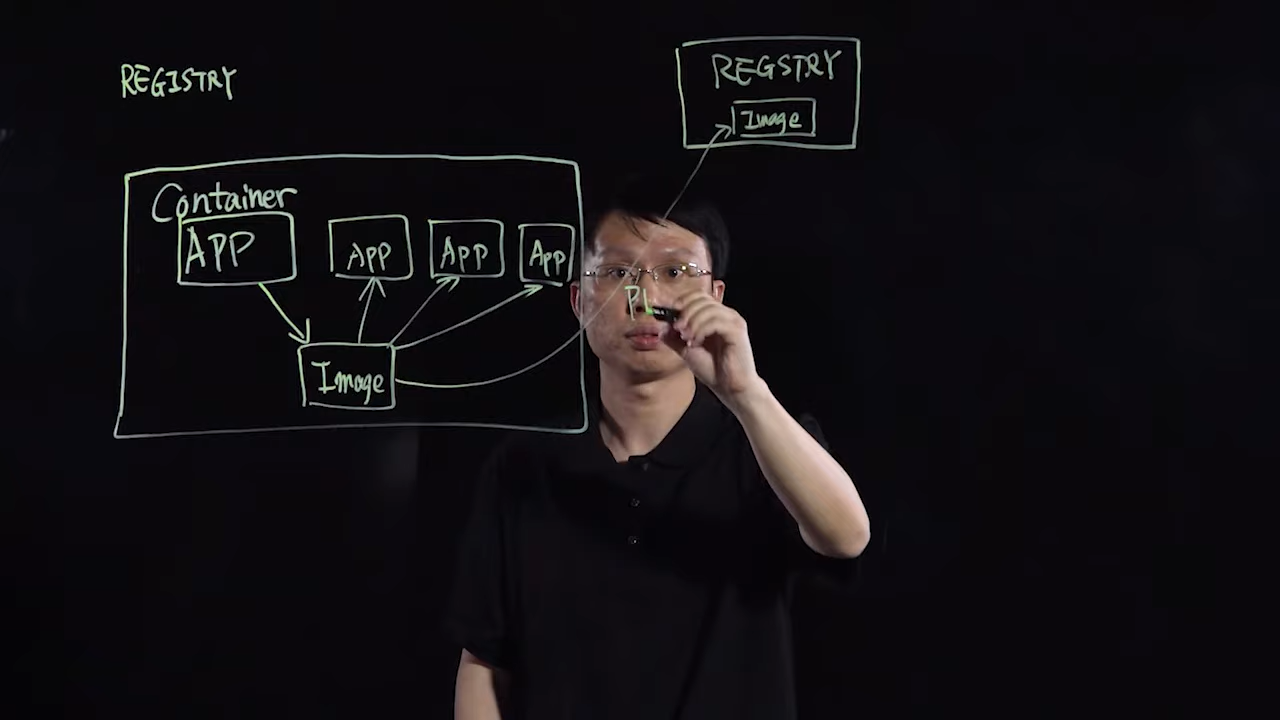 REGISTRY
REGSTRY
Image
Container
APP
APP
APP
App
Image